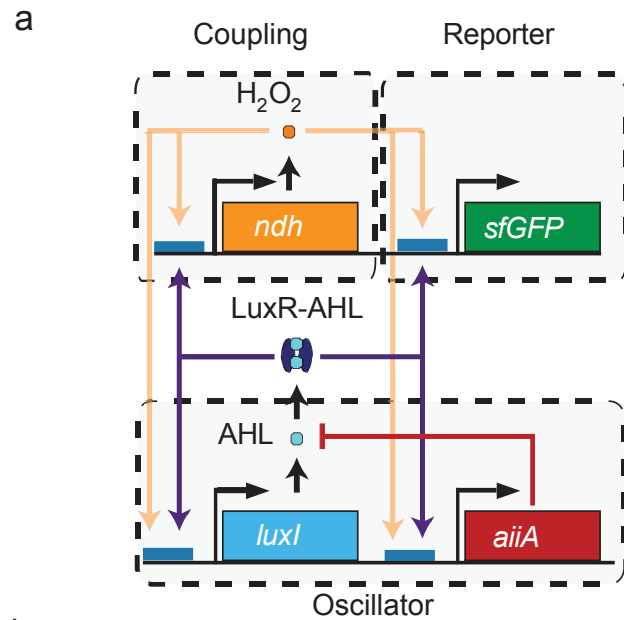 a
Coupling
Reporter
H₂O₂
ndh
sfGFP
LuxR-AHL
AHL
luxI
aiiA
Oscillator